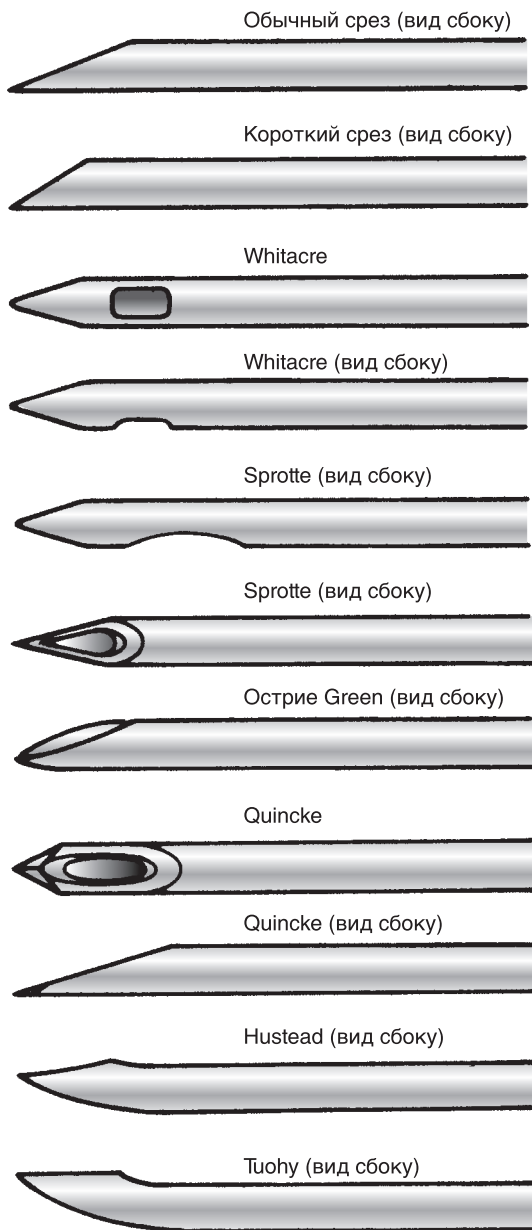 Обычный срез (вид сбоку)
Короткий срез (вид сбоку)
Whitacre
Whitacre (вид сбоку)
Sprotte (вид сбоку)
Sprotte (вид сбоку)
Острие Green (вид сбоку)
Quincke
Quincke (вид сбоку)
Hustead (вид сбоку)
Tuohy (вид сбоку)